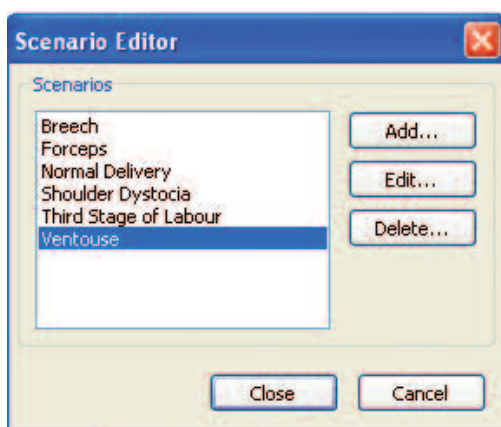 Scenario Editor
Scenarios
Breech
Forceps
Normal Delivery
Shoulder Dystocia
Third Stage of Labour
Ventouse
Add...
Edit...
Delete...
Close
Cancel